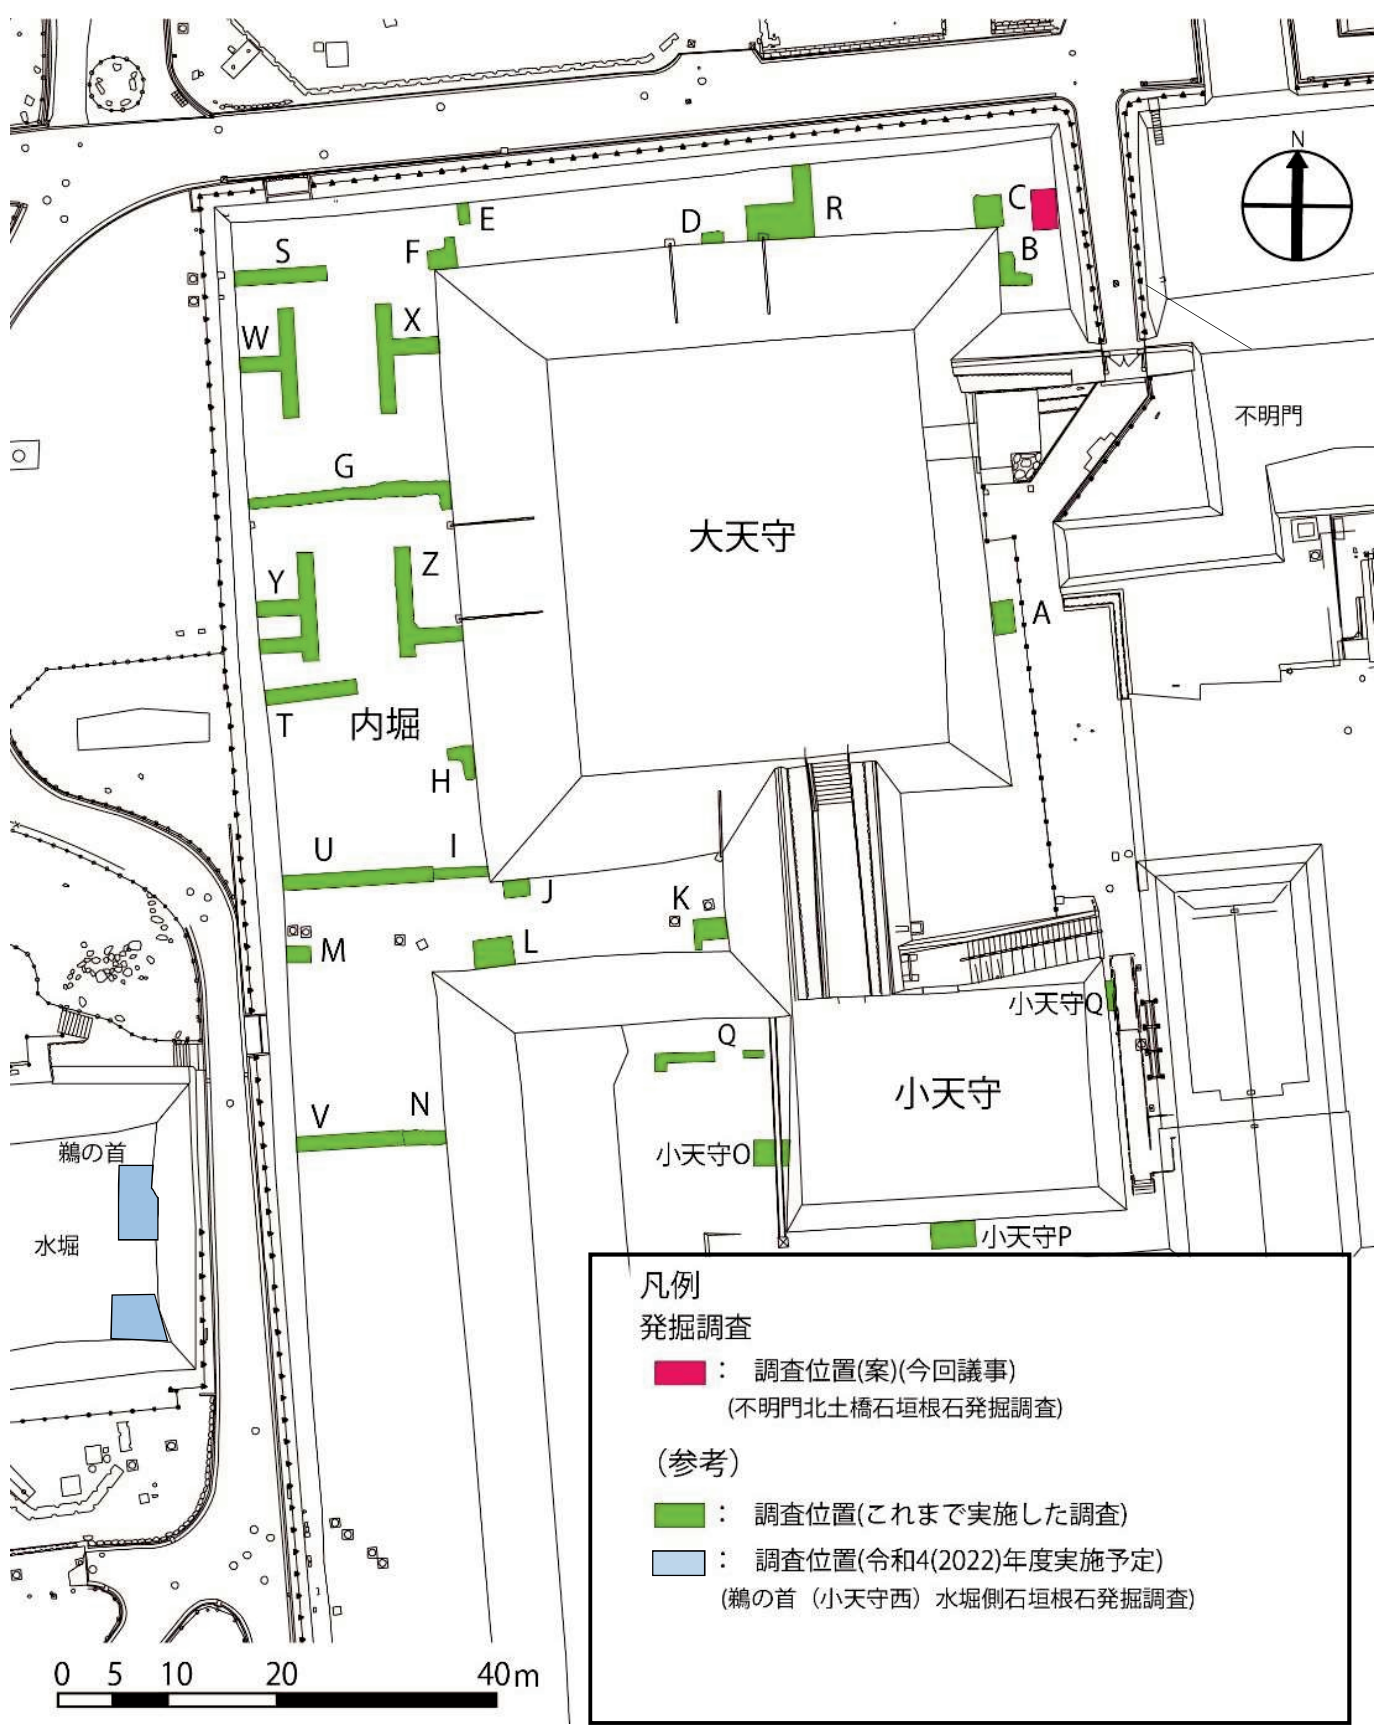 N
E
D
R
C
B
F
S
W
X
不明門
G
大天守
Y
Z
A
T
内堀
H
U
I
J
K
M
L
小天守Q
Q
小天守
V
N
鵜の首
小天守O
水堀
小天守P
凡例
発掘調査
： 調査位置(案)(今回議事)
(不明門北土橋石垣根石発掘調査)
（参考）
： 調査位置(これまで実施した調査)
： 調査位置(令和4(2022)年度実施予定)
(鵜の首（小天守西）水堀側石垣根石発掘調査)
0 5 10 20 40m